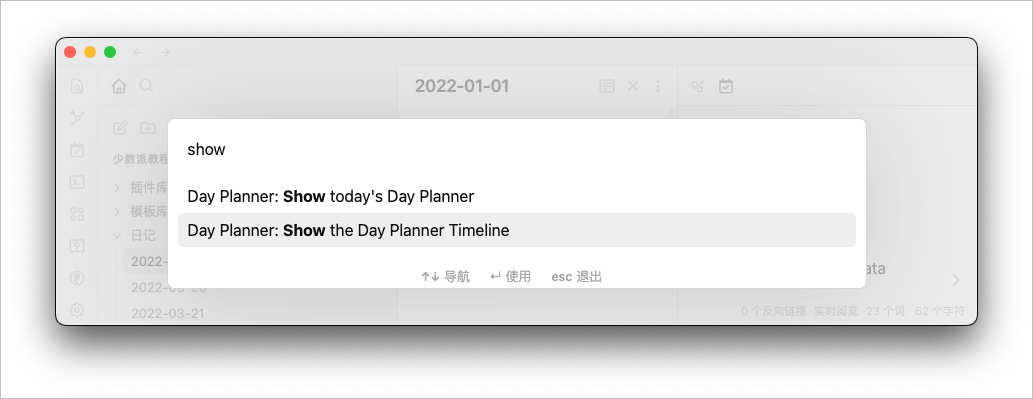 2022-01-01
show
少数派教程
插件库
Day Planner: Show today's Day Planner
模板库
Day Planner: Show the Day Planner Timeline
日记
2022-
ata
↑↓ 导航 ↵ 使用 esc 退出
2022-03-20
0 个反向链接 实时阅览 23 个词 62 个字符
2022-03-21